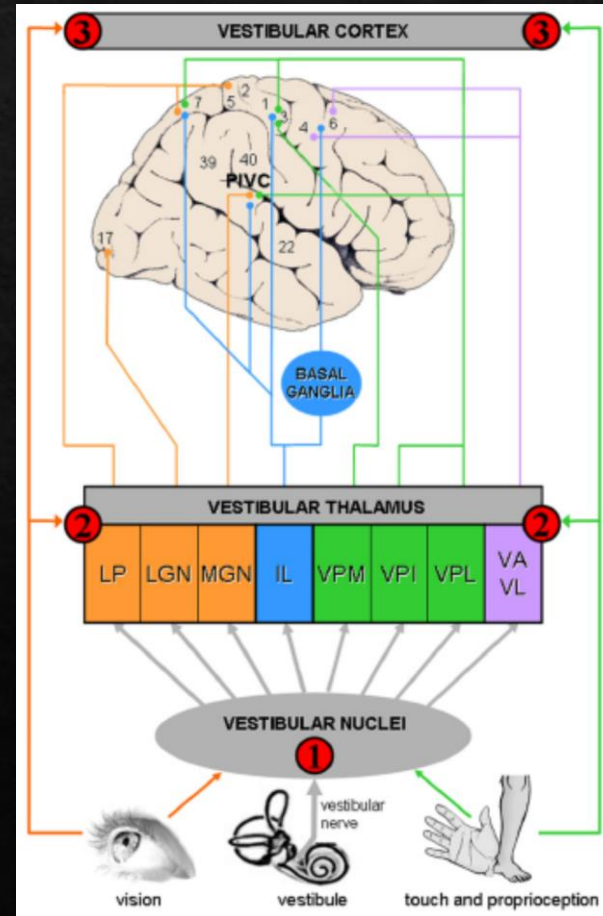 3 VESTIBULAR CORTEX 3
2
7 5 1 3 6
4
39 40
PIVC
17
22
BASAL
GANGLIA
VESTIBULAR THALAMUS
2 2
LP LGN MGN IL VPM VPI VPL VA
VL
VESTIBULAR NUCLEI
1
vestibular
nerve
vision vestibule touch and proprioception